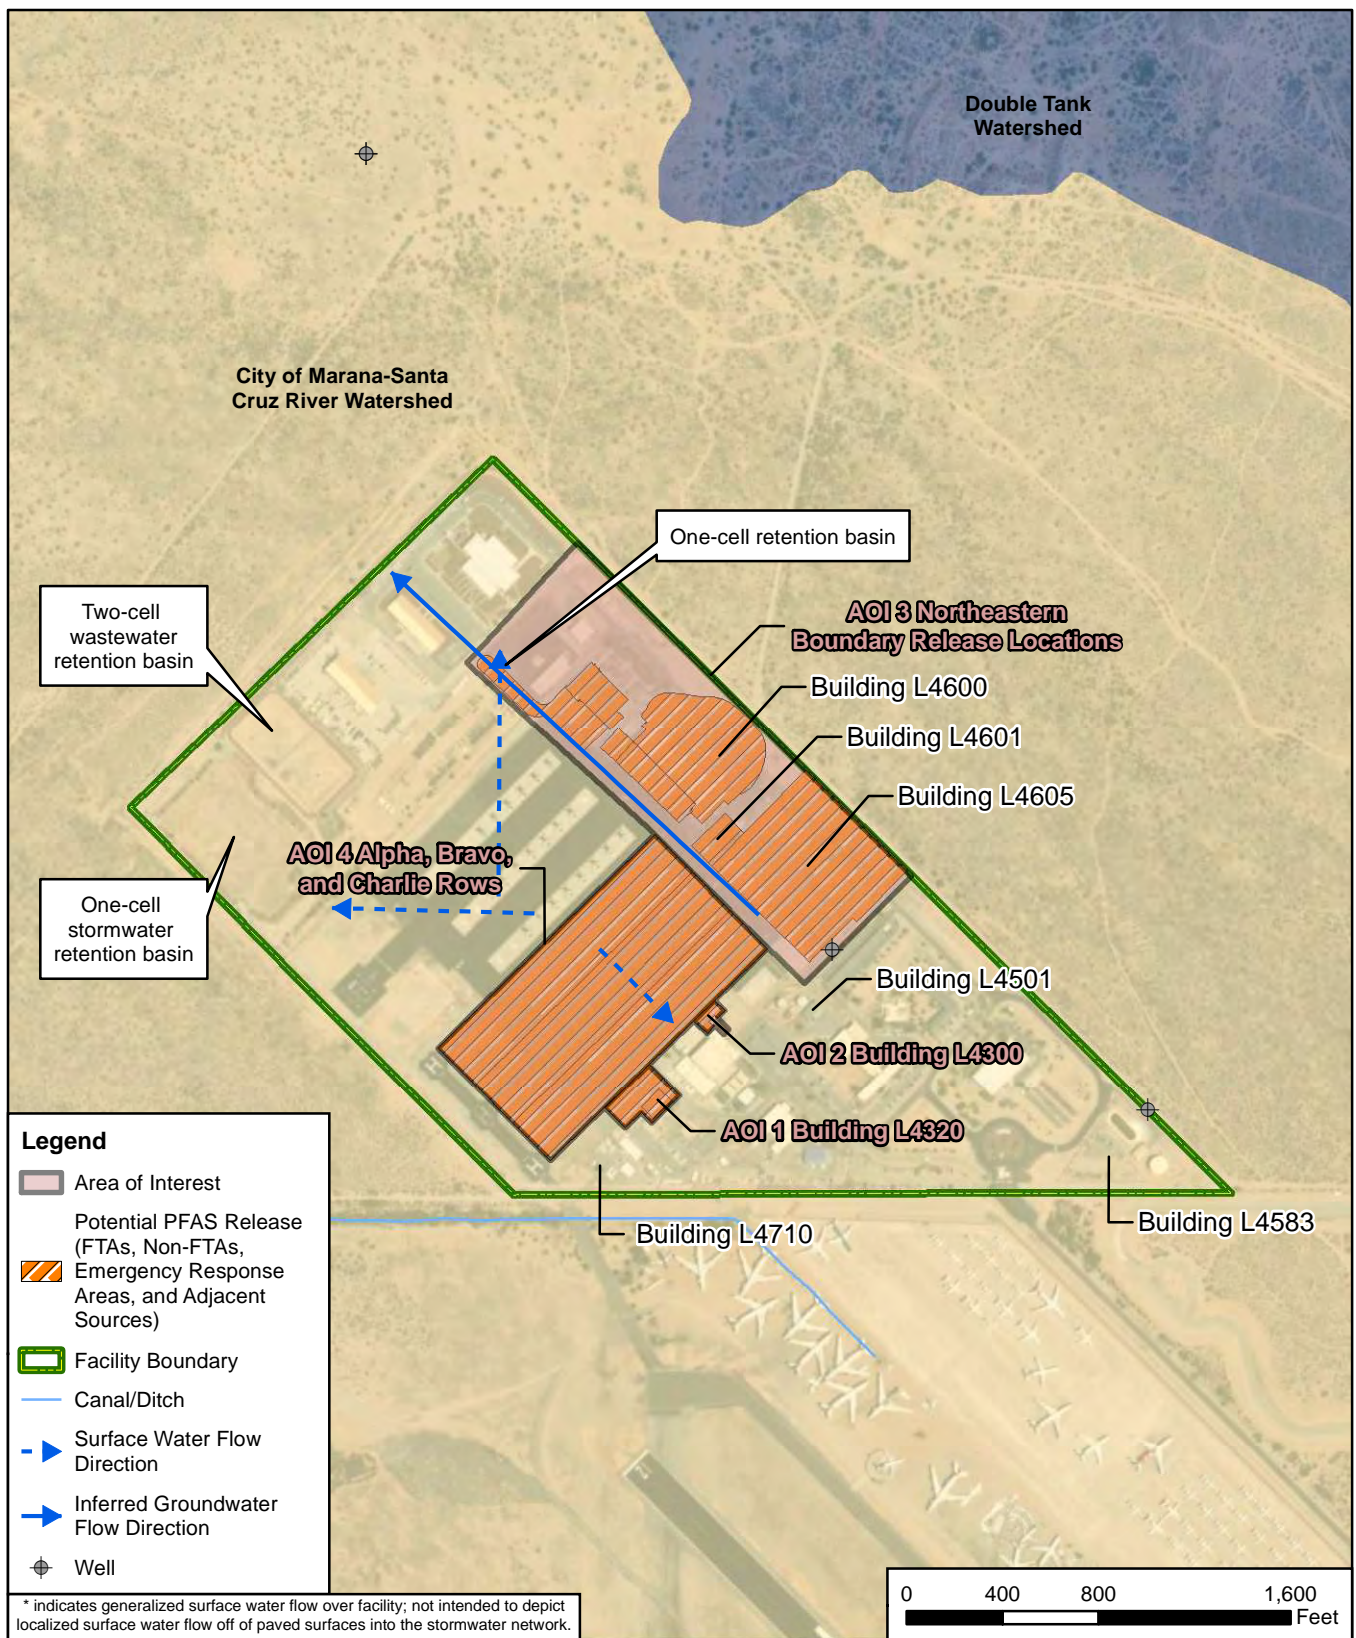 Double Tank
Watershed
City of Marana-Santa
Cruz River Watershed
One-cell retention basin
Two-cell
wastewater
retention basin
AOI 3 Northeastern
Boundary Release Locations
Building L4600
Building L4601
Building L4605
AOI 4 Alpha, Bravo,
and Charlie Rows
One-cell
stormwater
retention basin
Building L4501
AOI 2 Building L4300
AOI 1 Building L4320
Building L4710
Building L4583
Legend
Area of Interest
Potential PFAS Release
(FTAs, Non-FTAs,
Emergency Response
Areas, and Adjacent
Sources)
Facility Boundary
Canal/Ditch
Surface Water Flow
Direction
Inferred Groundwater
Flow Direction
Well
* indicates generalized surface water flow over facility; not intended to depict
localized surface water flow off of paved surfaces into the stormwater network.
0 400 800 1,600
Feet